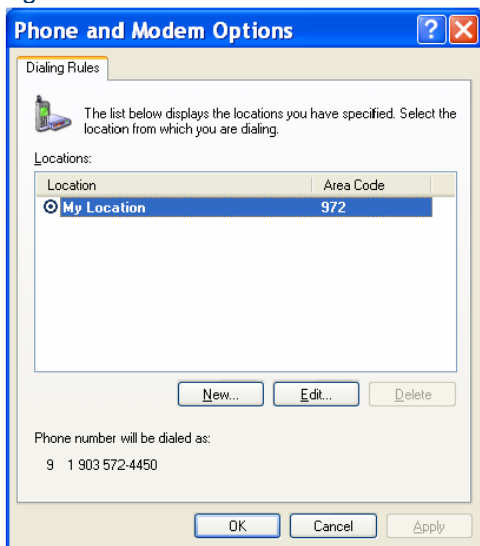 Phone and Modem Options
Dialing Rules
The list below displays the locations you have specified. Select the
location from which you are dialing.
Locations:
Location Area Code
My Location 972
New... Edit... Delete
Phone number will be dialed as:
9 1 903 572-4450
OK Cancel Apply